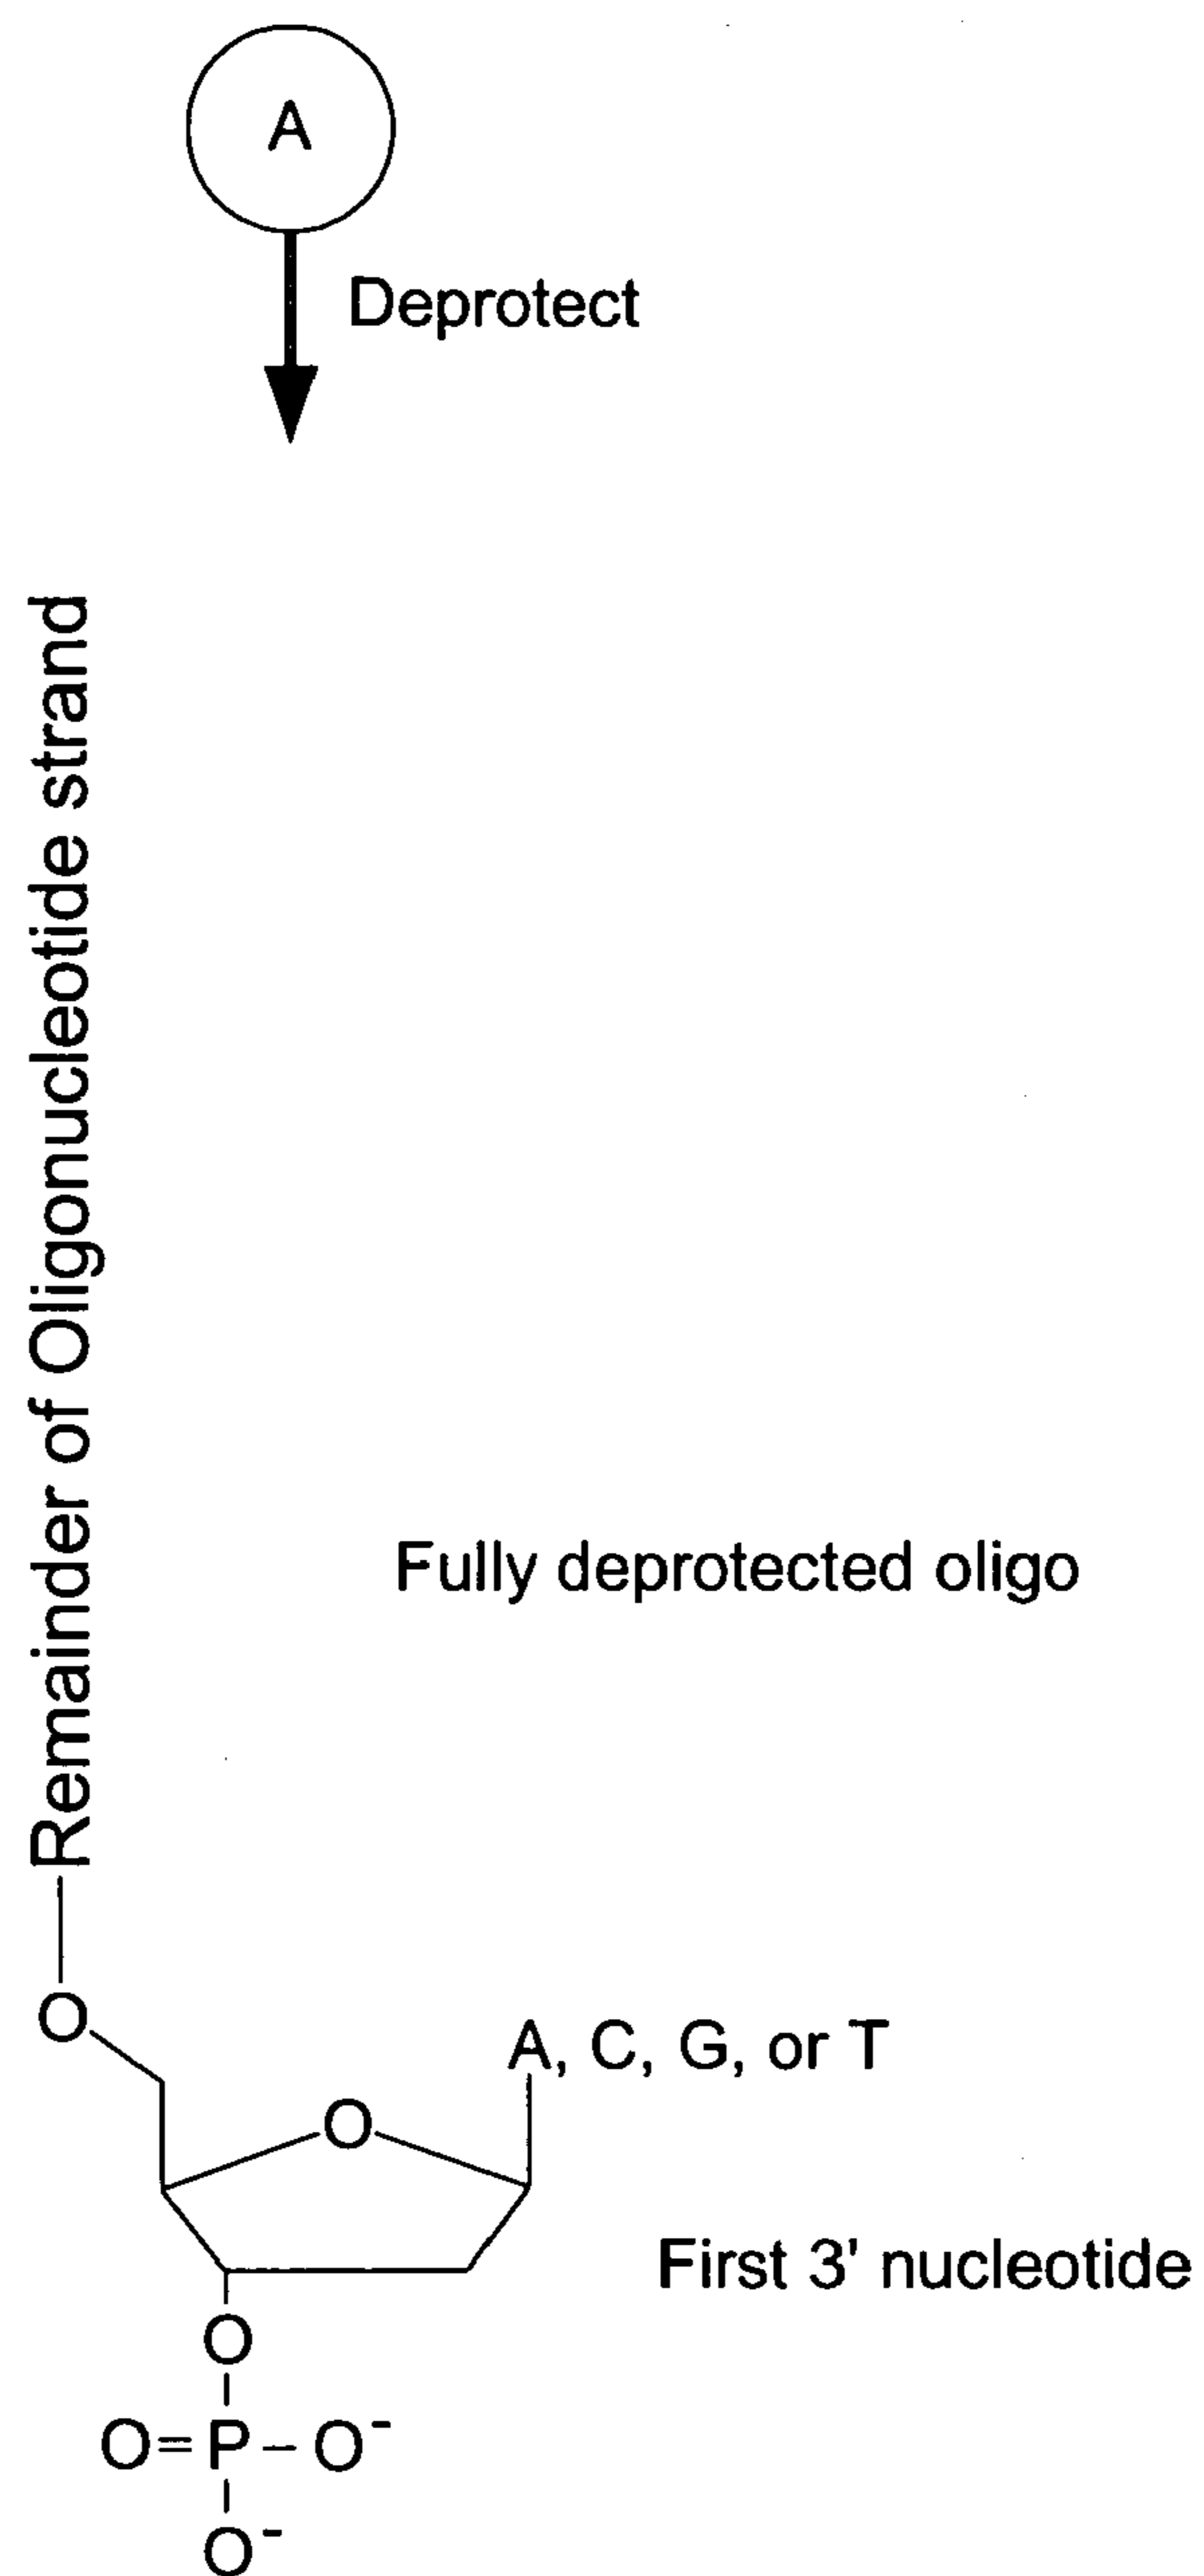 A
Deprotect
Remainder of Oligonucleotide strand
Fully deprotected oligo
O
A, C, G, or T
O
First 3' nucleotide
O
O=P–O⁻
O⁻